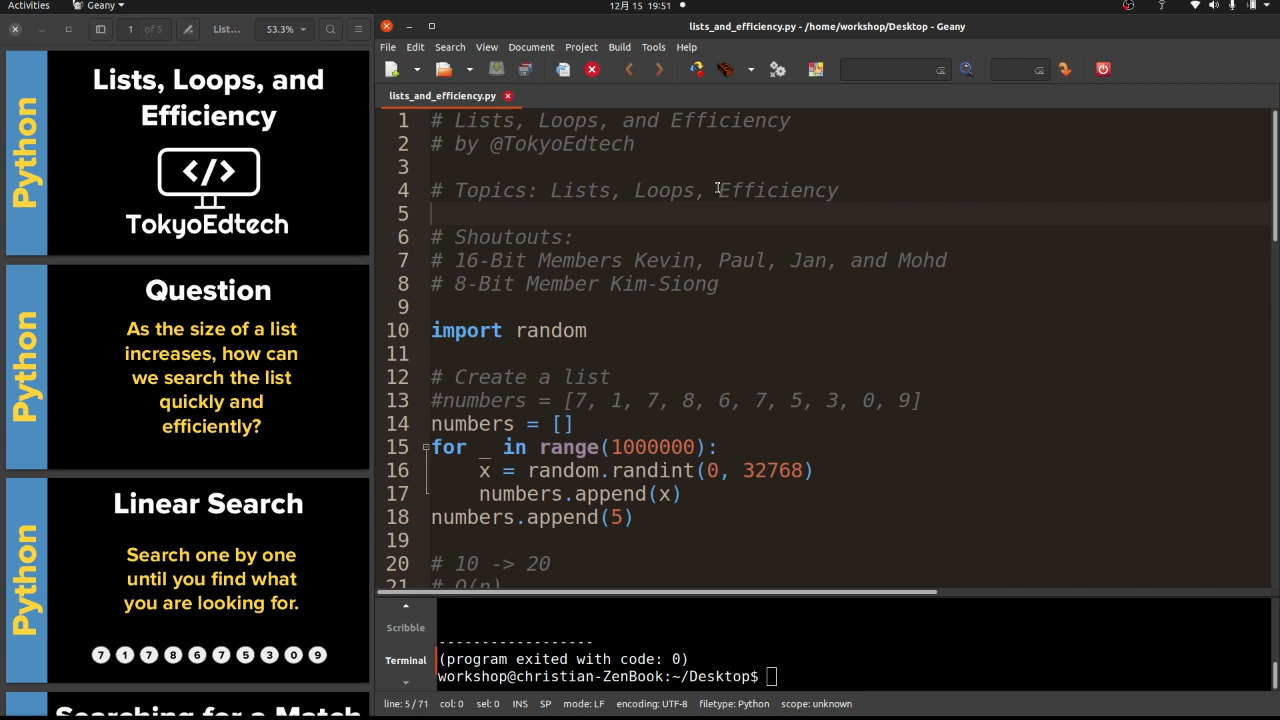 Activities
Geany
12月 15 19:51
1
of 5
List…
53.3%
Python
Lists, Loops, and
Efficiency
</>
TokyoEdtech
Python
Question
As the size of a list
increases, how can
we search the list
quickly and
efficiently?
Python
Linear Search
Search one by one
until you find what
you are looking for.
7 1 7 8 6 7 5 3 0 9
Searching for a Match
lists_and_efficiency.py - /home/workshop/Desktop - Geany
File Edit Search View Document Project Build Tools Help
lists_and_efficiency.py
1 # Lists, Loops, and Efficiency
2 # by @TokyoEdtech
3
4 # Topics: Lists, Loops, Efficiency
5
6 # Shoutouts:
7 # 16-Bit Members Kevin, Paul, Jan, and Mohd
8 # 8-Bit Member Kim-Siong
9
10 import random
11
12 # Create a list
13 #numbers = [7, 1, 7, 8, 6, 7, 5, 3, 0, 9]
14 numbers = []
15 for _ in range(1000000):
16 x = random.randint(0, 32768)
17 numbers.append(x)
18 numbers.append(5)
19
20 # 10 -> 20
21 # O(n)
Scribble
Terminal
------------------
(program exited with code: 0)
workshop@christian-ZenBook:~/Desktop$
line: 5 / 71 col: 0 sel: 0 INS SP mode: LF encoding: UTF-8 filetype: Python scope: unknown